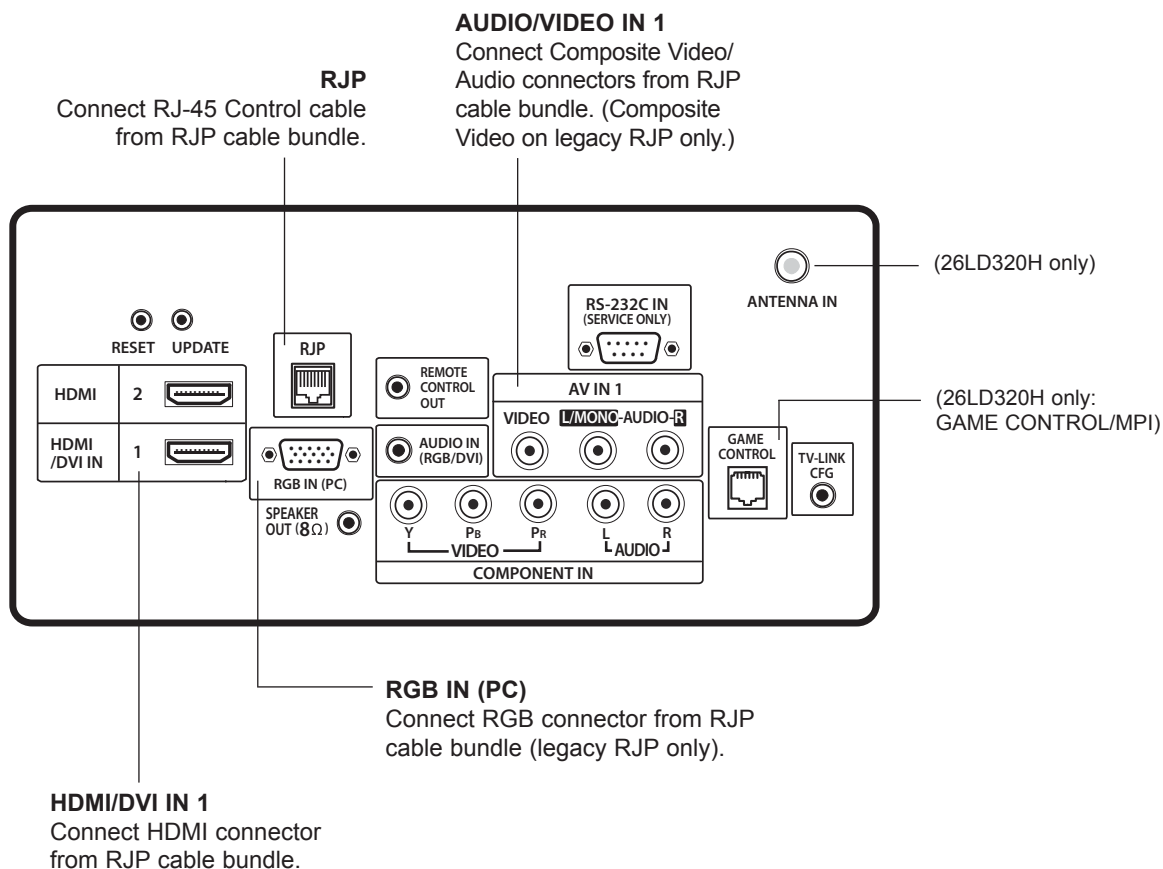 AUDIO/VIDEO IN 1
Connect Composite Video/
Audio connectors from RJP
cable bundle. (Composite
Video on legacy RJP only.)
RJP
Connect RJ-45 Control cable
from RJP cable bundle.
(26LD320H only)
ANTENNA IN
RS-232C IN
(SERVICE ONLY)
RESET UPDATE
RJP
HDMI 2
HDMI
/DVI IN 1
REMOTE
CONTROL
OUT
AV IN 1
VIDEO L/MONO-AUDIO-R
(26LD320H only:
GAME CONTROL/MPI)
AUDIO IN
(RGB/DVI)
GAME
CONTROL
TV-LINK
CFG
RGB IN (PC)
SPEAKER
OUT (8Ω)
Y PB PR L R
VIDEO AUDIO
COMPONENT IN
RGB IN (PC)
Connect RGB connector from RJP
cable bundle (legacy RJP only).
HDMI/DVI IN 1
Connect HDMI connector
from RJP cable bundle.